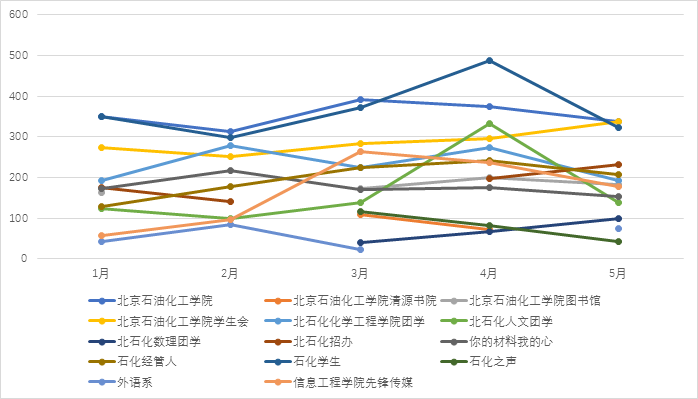 600
500
400
300
200
100
0
1月 2月 3月 4月 5月
北京石油化工学院 北京石油化工学院清源书院 北京石油化工学院图书馆
北京石油化工学院学生会 北石化化学工程学院团学 北石化人文团学
北石化数理团学 北石化招办 你的材料我的心
石化经管人 石化学生 石化之声
外语系 信息工程学院先锋传媒